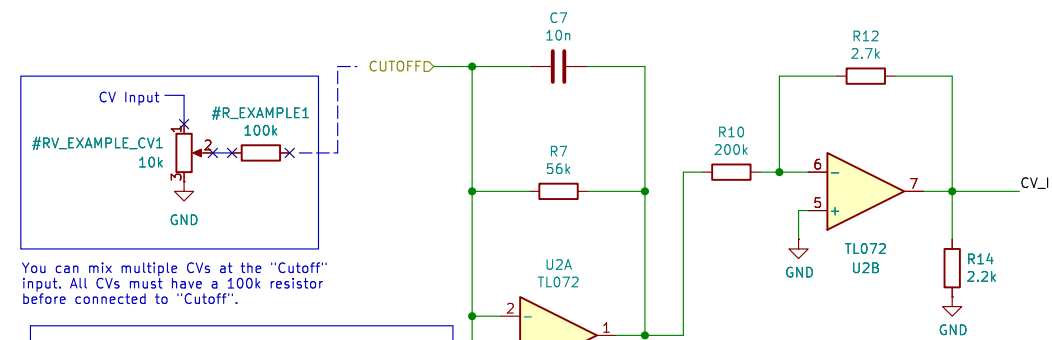 C7
10n
CUTOFF
CV Input
#R_EXAMPLE1
100k
#RV_EXAMPLE_CV1
10k
1
2
3
GND
You can mix multiple CVs at the "Cutoff"
input. All CVs must have a 100k resistor
before connected to "Cutoff".
R7
56k
U2A
TL072
2
-
1
R10
200k
R12
2.7k
6
-
5
+
7
TL072
U2B
GND
CV_I
R14
2.2k
GND